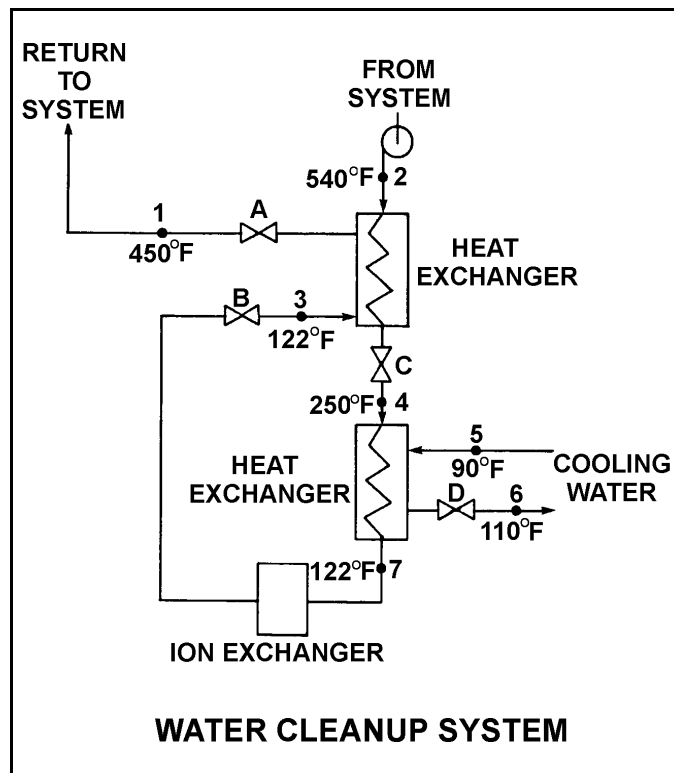 RETURN
TO
SYSTEM
FROM
SYSTEM
540°F 2
1
A
450°F
HEAT
EXCHANGER
B
3
122°F
C
250°F 4
5
HEAT
EXCHANGER
90°F
COOLING
WATER
D
6
110°F
122°F 7
ION EXCHANGER
WATER CLEANUP SYSTEM